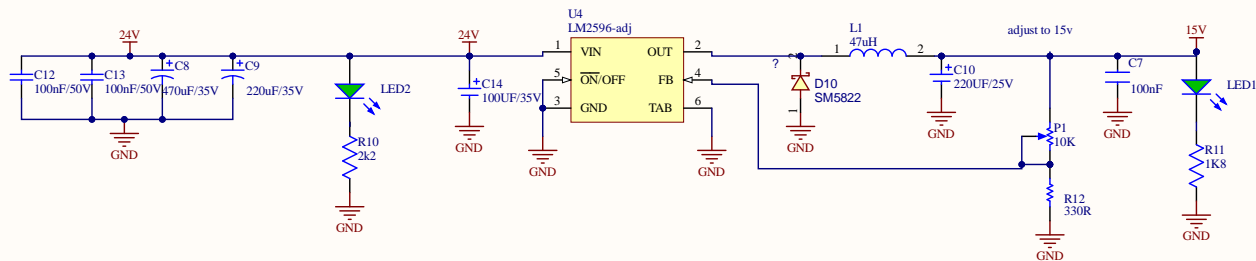 24V
C12
100nF/50V
C13
100nF/50V
C8
470uF/35V
C9
220uF/35V
GND
LED2
R10
2k2
GND
24V
C14
100UF/35V
GND
U4
LM2596-adj
1 VIN OUT 2
5 ON/OFF FB 4
3 GND TAB 6
GND
GND
?
2
D10
SM5822
1
GND
L1
47uH
1 2
C10
220UF/25V
GND
adjust to 15v
P1
10K
R12
330R
GND
C7
100nF
GND
15V
LED1
R11
1K8
GND